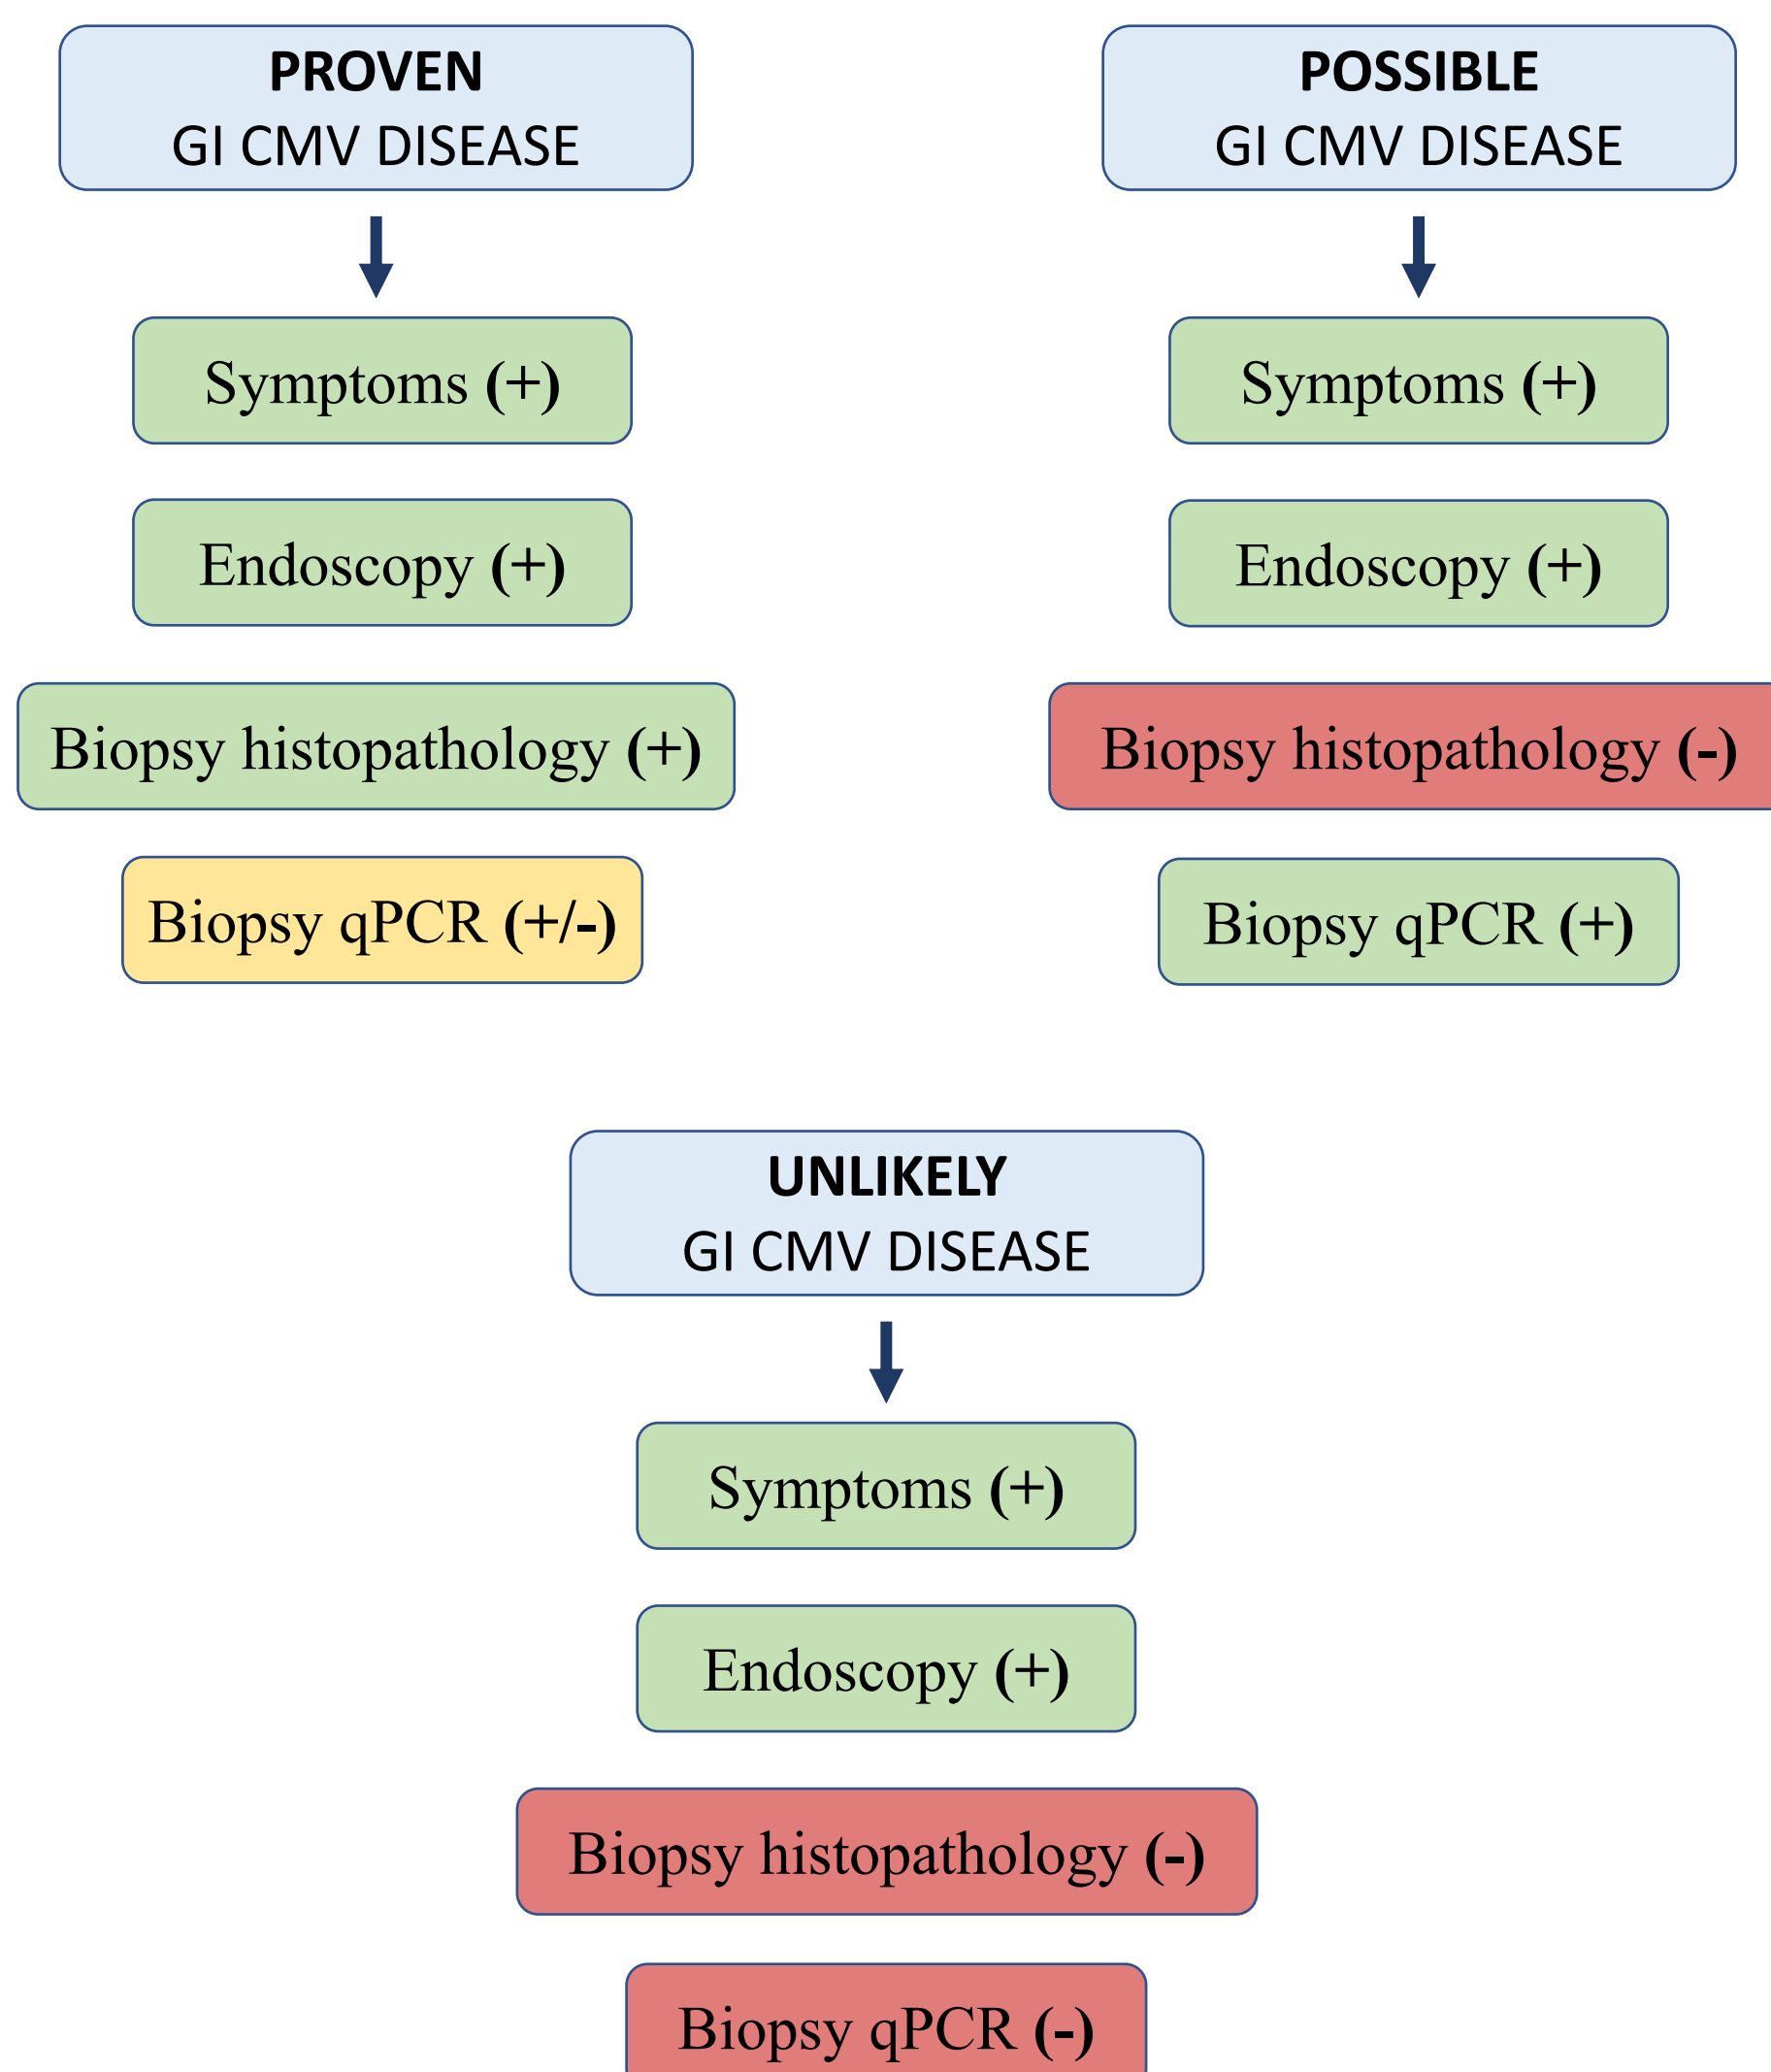 PROVEN
GI CMV DISEASE
Symptoms (+)
Endoscopy (+)
Biopsy histopathology (+)
Biopsy qPCR (+/-)
POSSIBLE
GI CMV DISEASE
Symptoms (+)
Endoscopy (+)
Biopsy histopathology (-)
Biopsy qPCR (+)
UNLIKELY
GI CMV DISEASE
Symptoms (+)
Endoscopy (+)
Biopsy histopathology (-)
Biopsy qPCR (-)